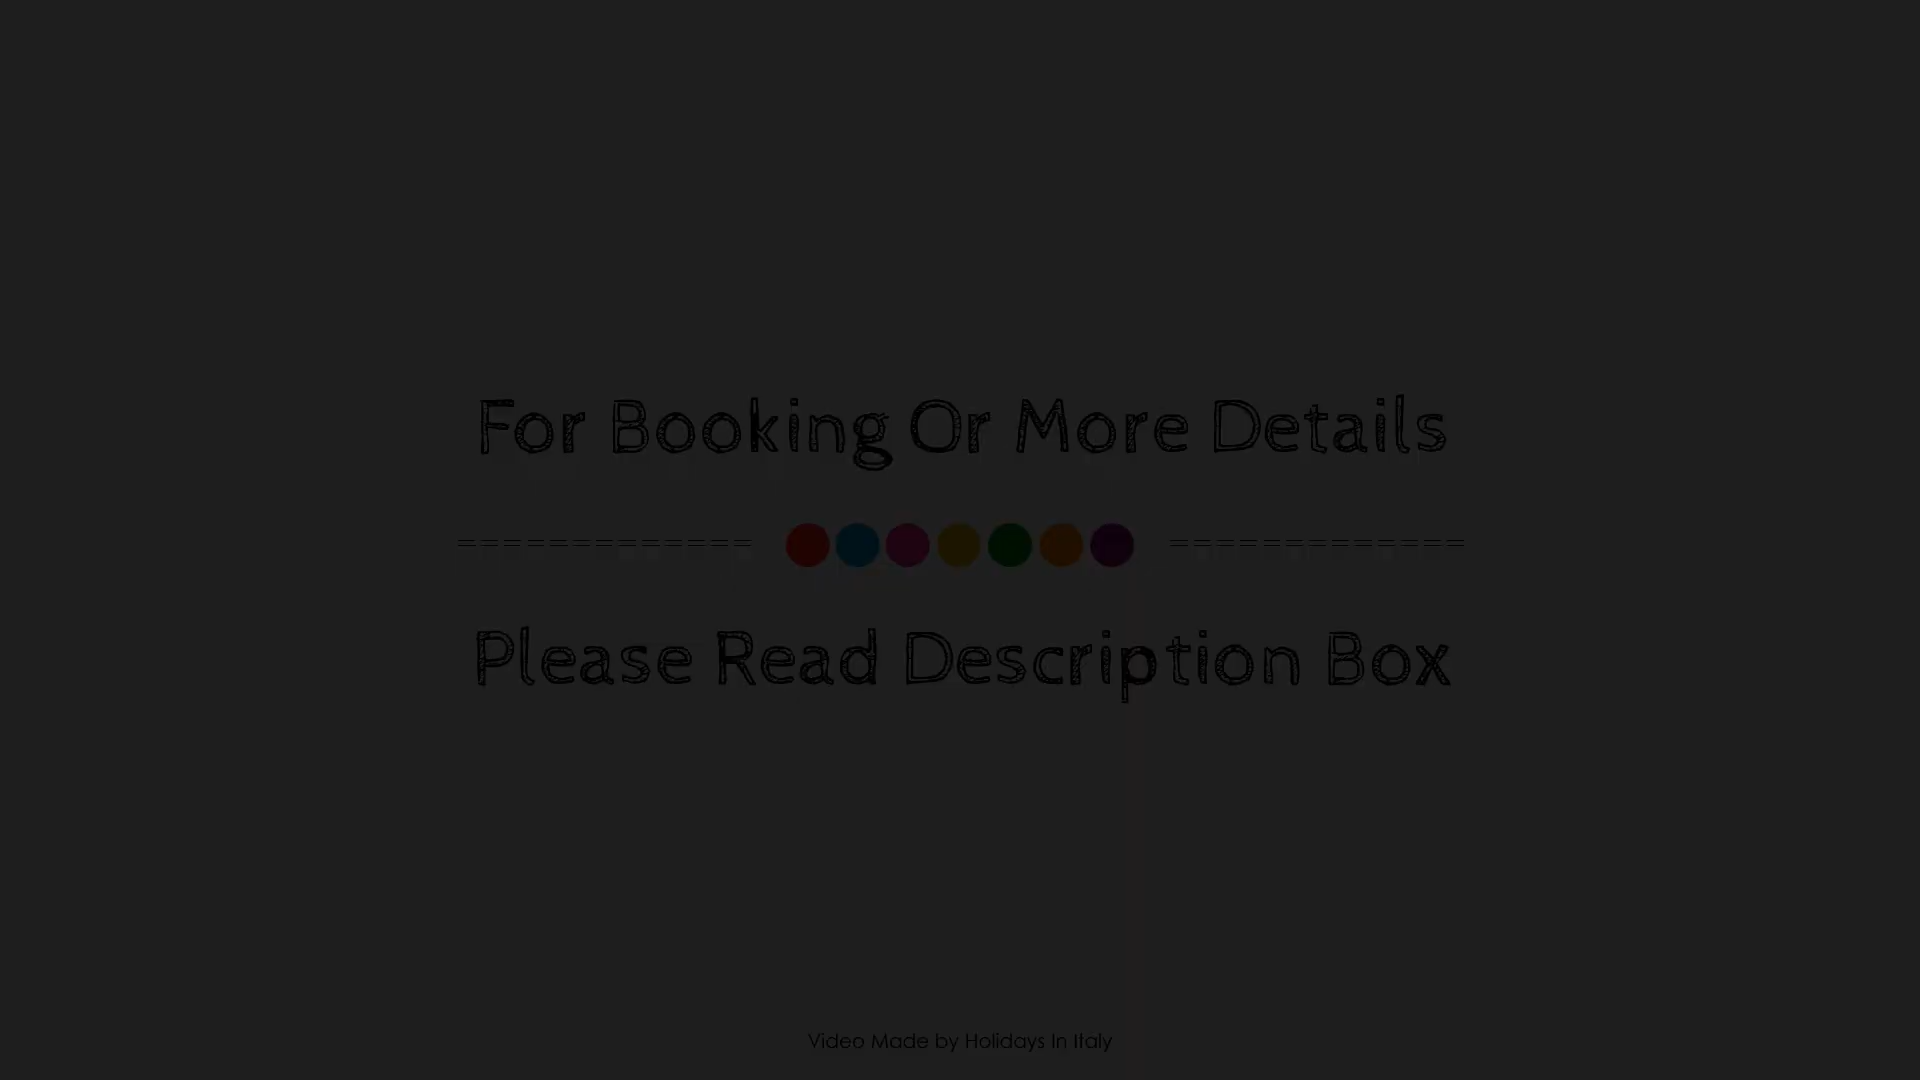 For Booking Or More Details
============= =============
Please Read Description Box
Video Made by Holidays In Italy